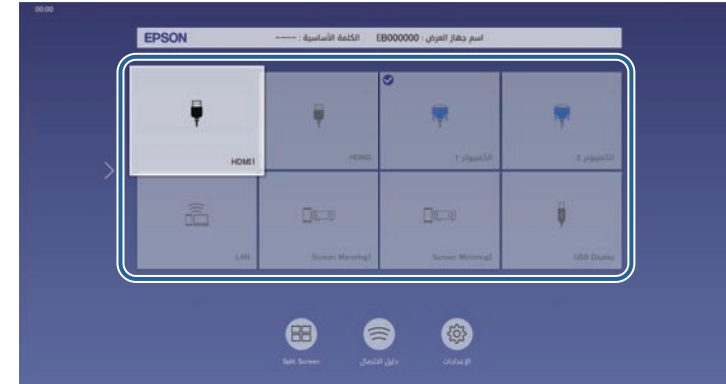 00:00
EPSON الكلمة الأساسية : ---- اسم جهاز العرض : EB000000
HDMI1
HDMI2
الكمبيوتر 1
الكمبيوتر 2
LAN
Screen Mirroring1
Screen Mirroring2
USB Display
Split Screen
دليل الاتصال
الإعدادات